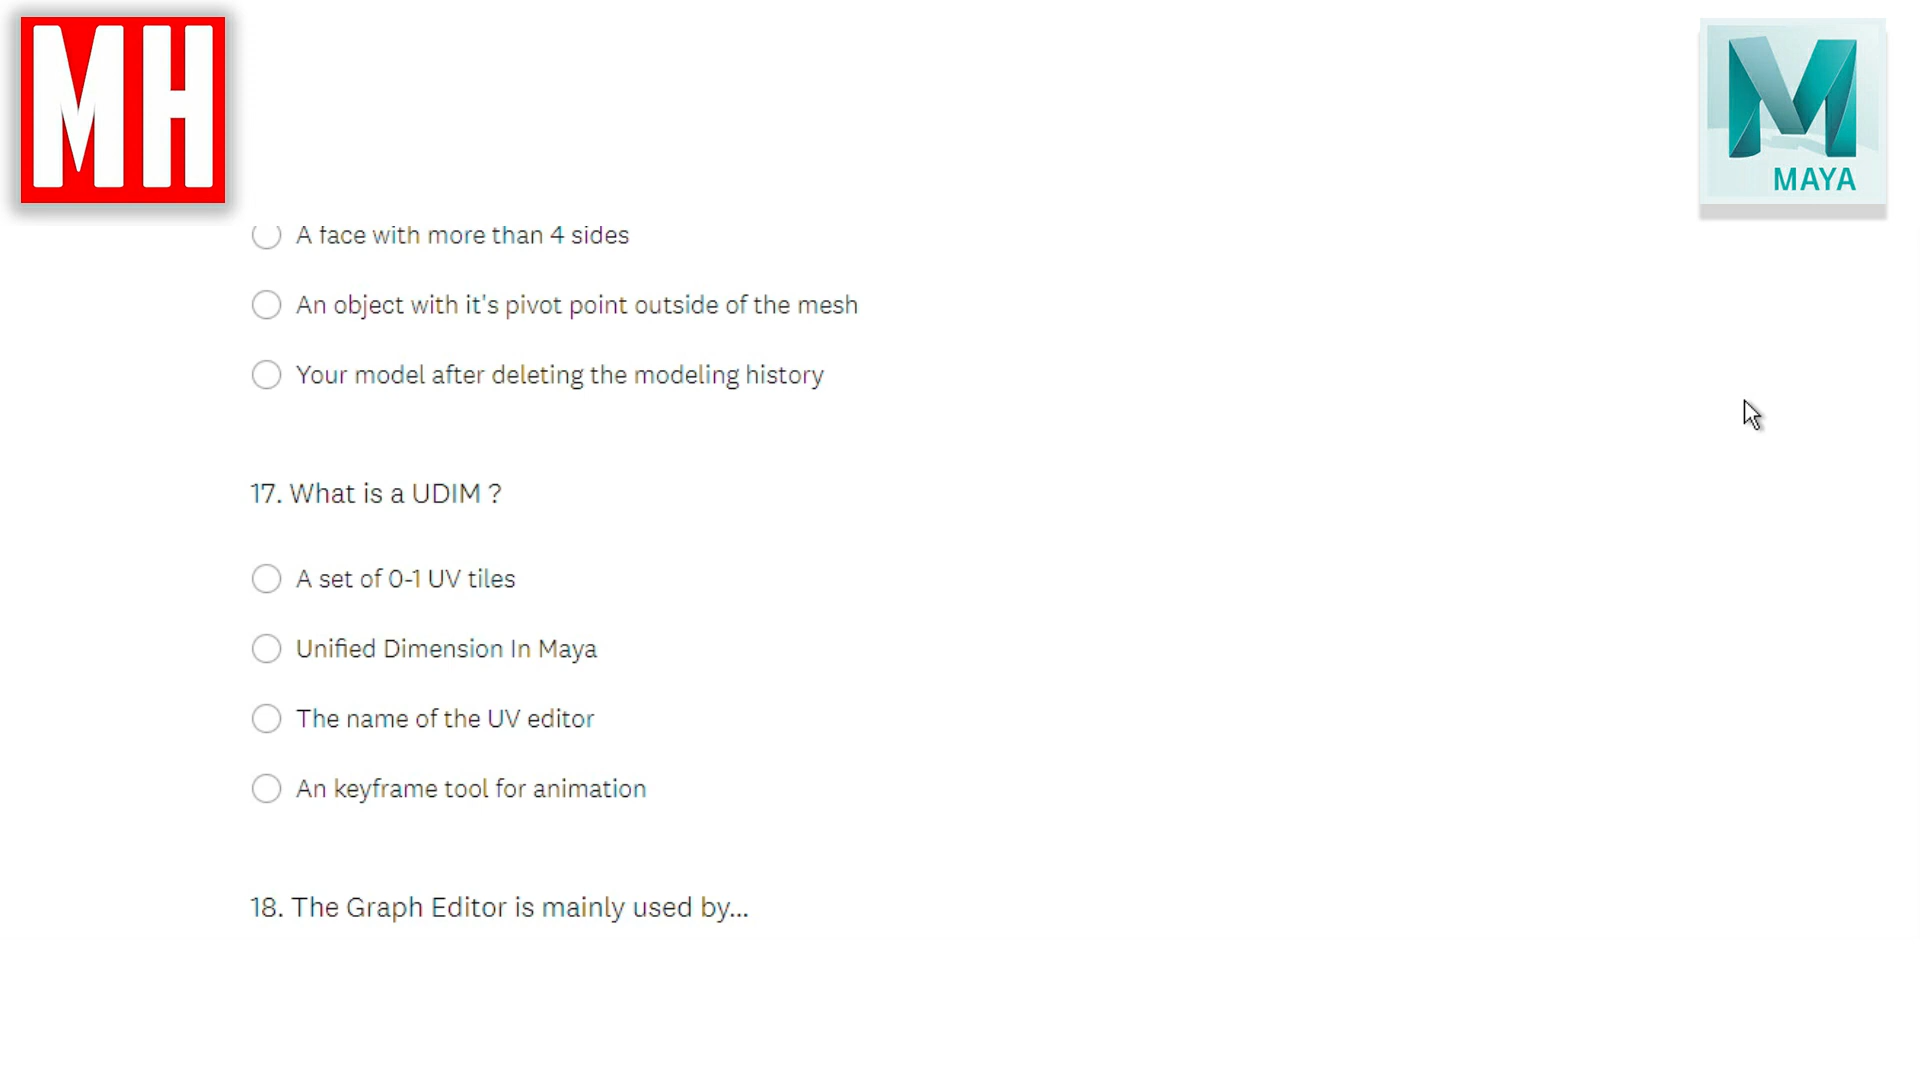 MH
MAYA
A face with more than 4 sides
An object with it's pivot point outside of the mesh
Your model after deleting the modeling history
17. What is a UDIM ?
A set of 0-1 UV tiles
Unified Dimension In Maya
The name of the UV editor
An keyframe tool for animation
18. The Graph Editor is mainly used by...